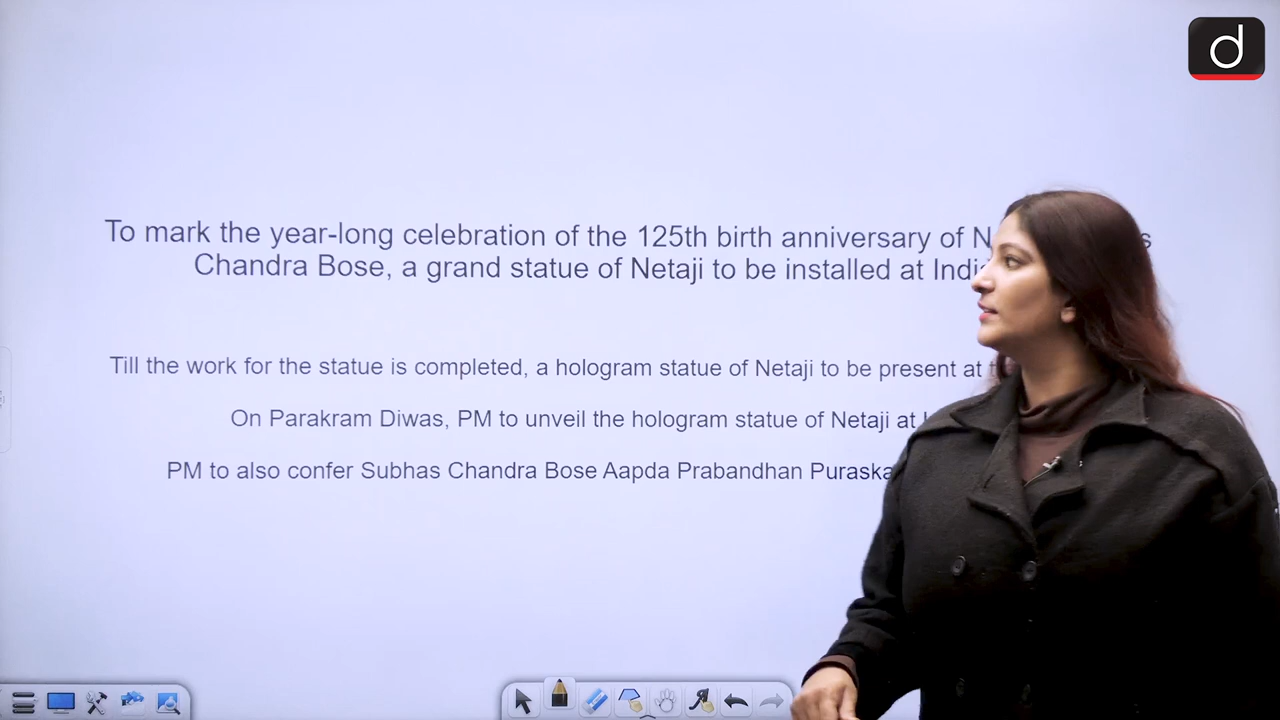 d
To mark the year-long celebration of the 125th birth anniversary of
Chandra Bose, a grand statue of Netaji to be installed at
Till the work for the statue is completed, a hologram statue of Netaji to be present at
On Parakram Diwas, PM to unveil the hologram statue of Netaji at
PM to also confer Subhas Chandra Bose Aapda Prabandhan